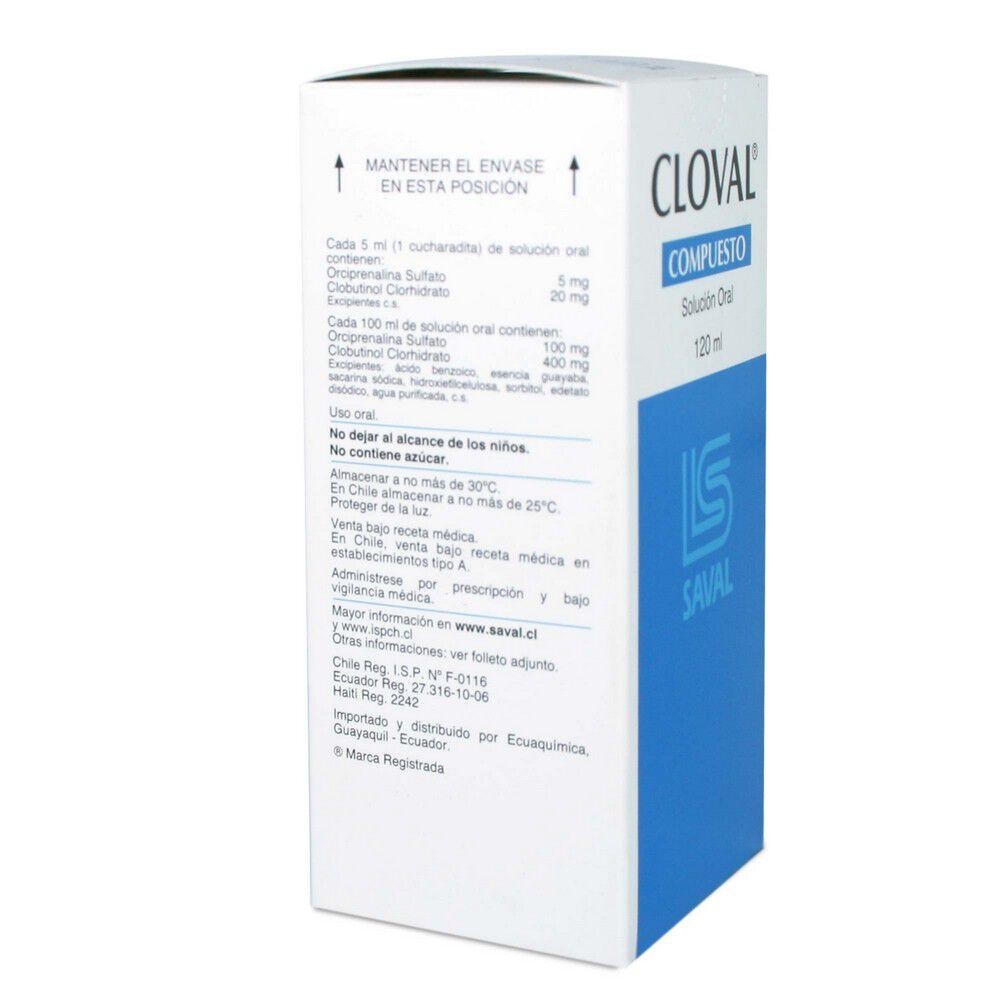 MANTENER EL ENVASE
EN ESTA POSICIÓN
Cada 5 ml (1 cucharadita) de solución oral
contienen:
Orciprenalina Sulfato 5 mg
Clobutinol Clorhidrato 20 mg
Excipientes c.s.
Cada 100 ml de solución oral contienen:
Orciprenalina Sulfato 100 mg
Clobutinol Clorhidrato 400 mg
Excipientes: ácido benzoico, esencia guayaba,
sacarina sódica, hidroxietilcelulosa, sorbitol, edetato
disódico, agua purificada, c.s.
Uso oral.
No dejar al alcance de los niños.
No contiene azúcar.
Almacenar a no más de 30°C.
En Chile almacenar a no más de 25°C.
Proteger de la luz.
Venta bajo receta médica.
En Chile, venta bajo receta médica en
establecimientos tipo A.
Adminístrese por prescripción y bajo
vigilancia médica.
Mayor información en www.saval.cl
y www.ispch.cl
Otras informaciones: ver folleto adjunto.
Chile Reg. I.S.P. N° F-0116
Ecuador Reg. 27.316-10-06
Haití Reg. 2242
Importado y distribuido por Ecuaquímica,
Guayaquil - Ecuador.
® Marca Registrada
CLOVAL®
COMPUESTO
Solución Oral
120 ml
SAVAL